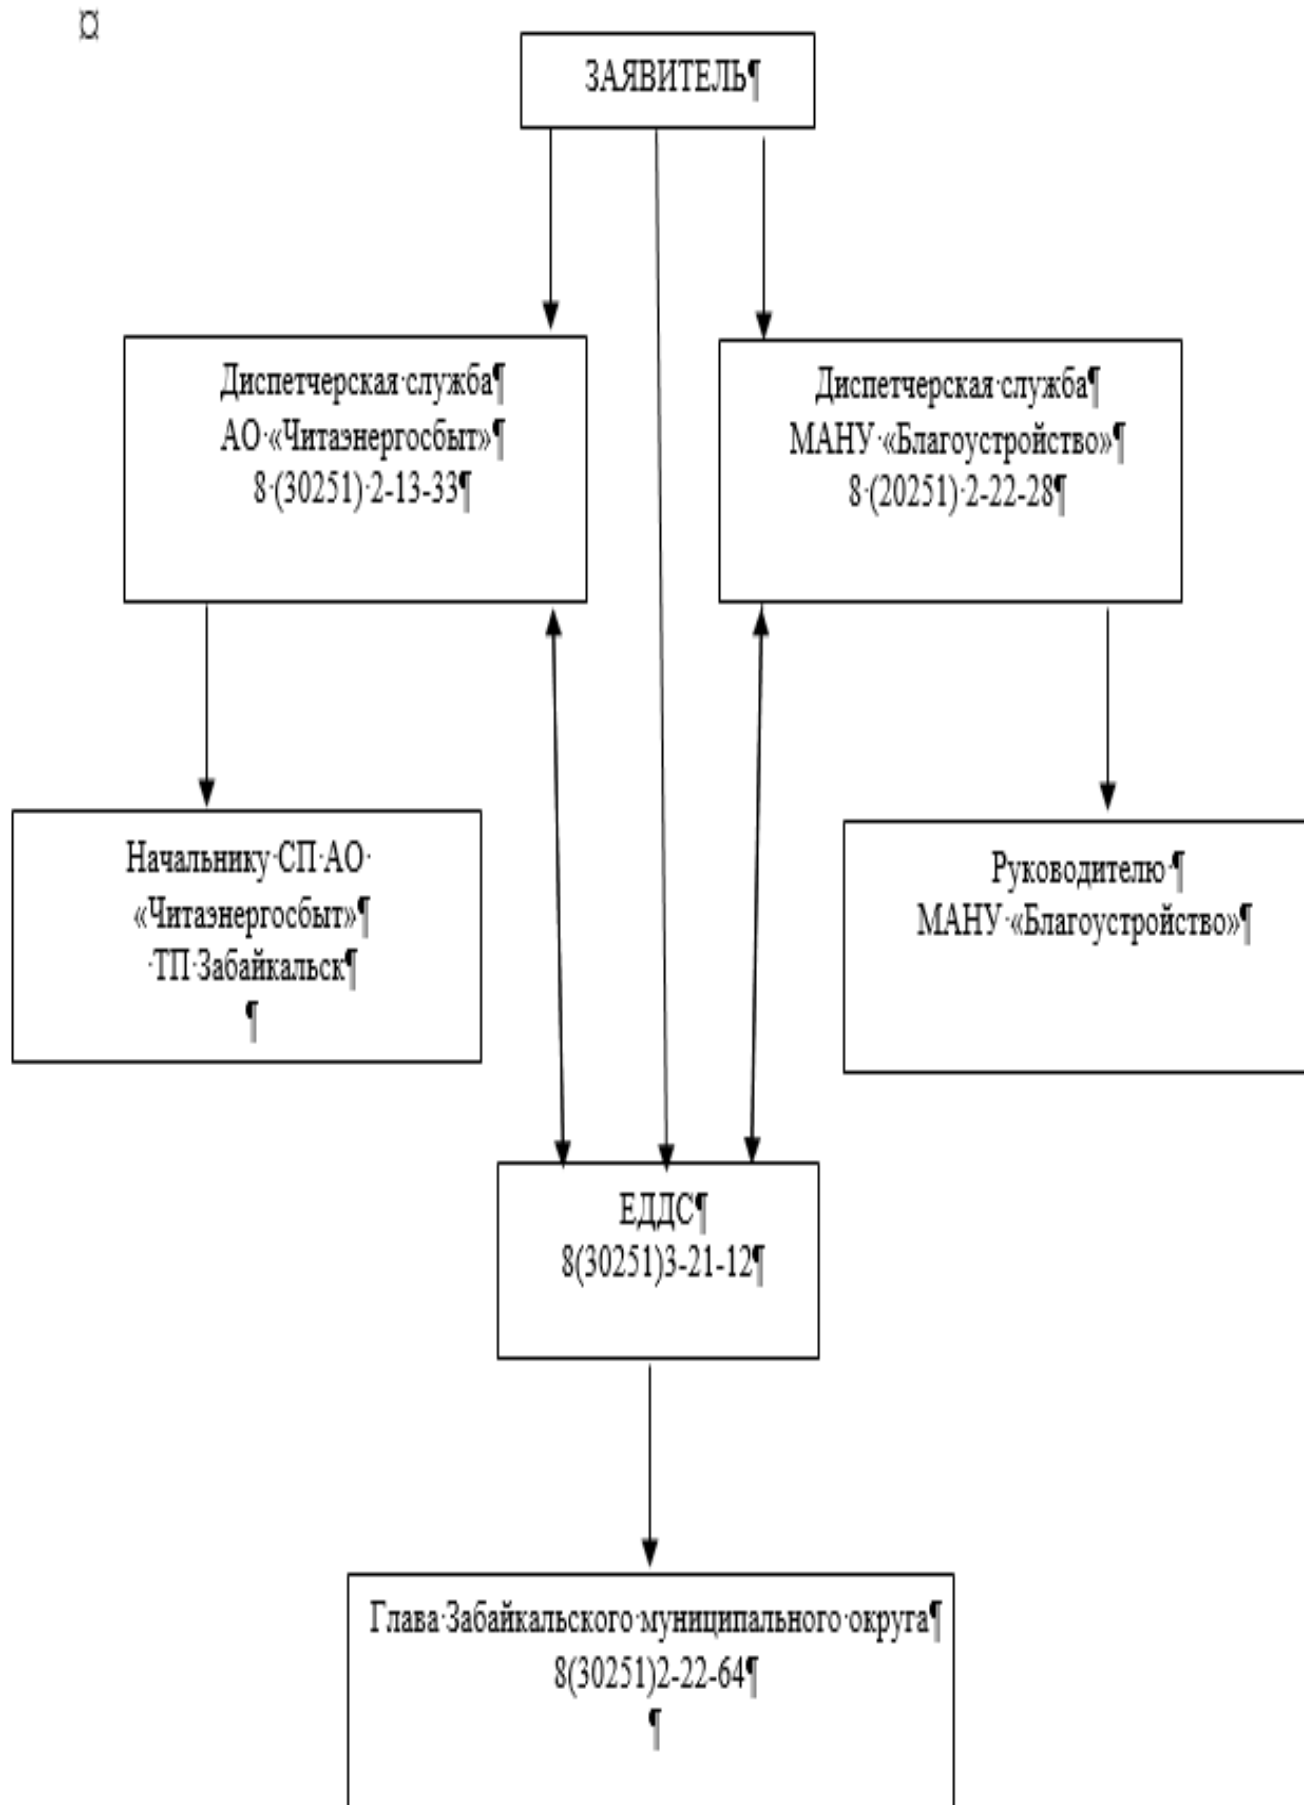 ЗАЯВИТЕЛЬ¶
Диспетчерская·служба¶
АО·«Читаэнергосбыт»¶
8·(30251)·2-13-33¶
Диспетчерская·служба¶
МАНУ·«Благоустройство»¶
8·(20251)·2-22-28¶
Начальнику·СП·АО·
«Читаэнергосбыт»¶
·ТП·Забайкальск¶
¶
Руководителю·¶
МАНУ·«Благоустройство»¶
ЕДДС¶
8(30251)3-21-12¶
Глава·Забайкальского·муниципального·округа¶
8(30251)2-22-64¶
¶